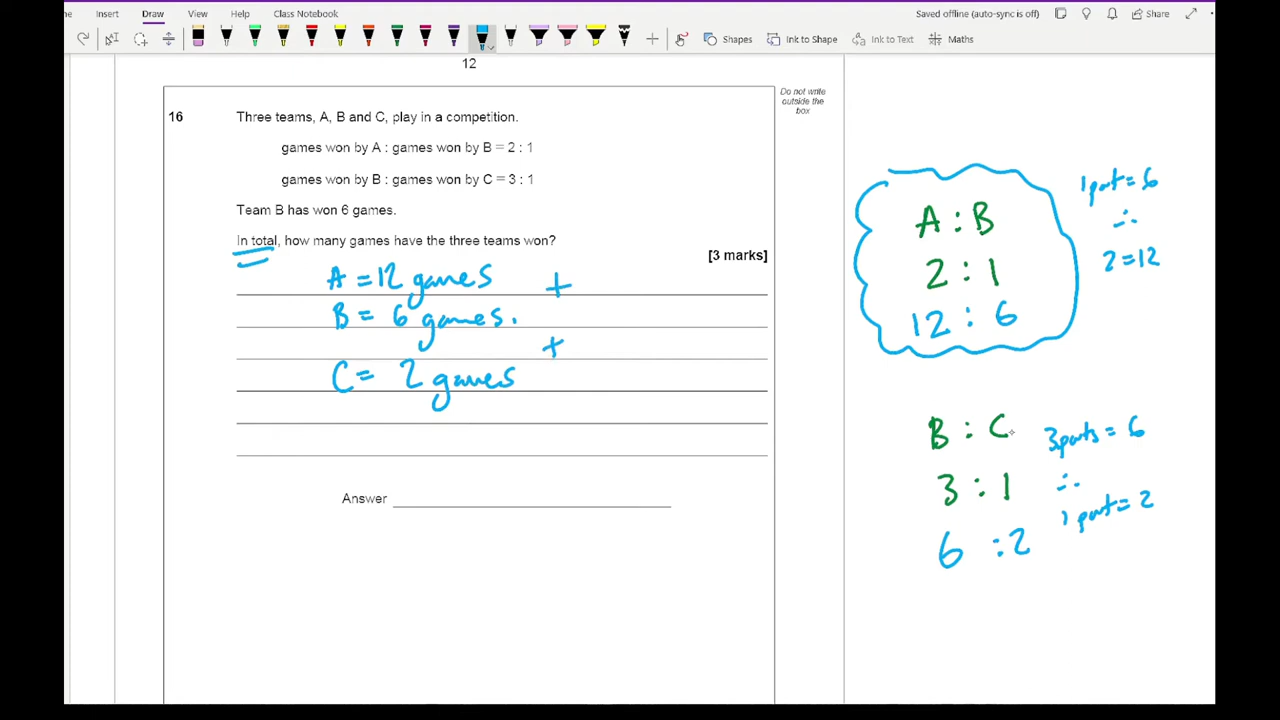 Insert Draw View Help Class Notebook Saved offline (auto-sync is off) Share
Shapes Ink to Shape Ink to Text Maths
12
Do not write
outside the
box
16 Three teams, A, B and C, play in a competition.
games won by A : games won by B = 2 : 1
games won by B : games won by C = 3 : 1
Team B has won 6 games.
In total, how many games have the three teams won?
[3 marks]
A = 12 games +
B = 6 games.
+
C = 2 games
Answer
A : B
2 : 1
12 : 6
1 part = 6
∴
2 = 12
B : C
3 : 1
6 : 2
3 parts = 6
∴
1 part = 2